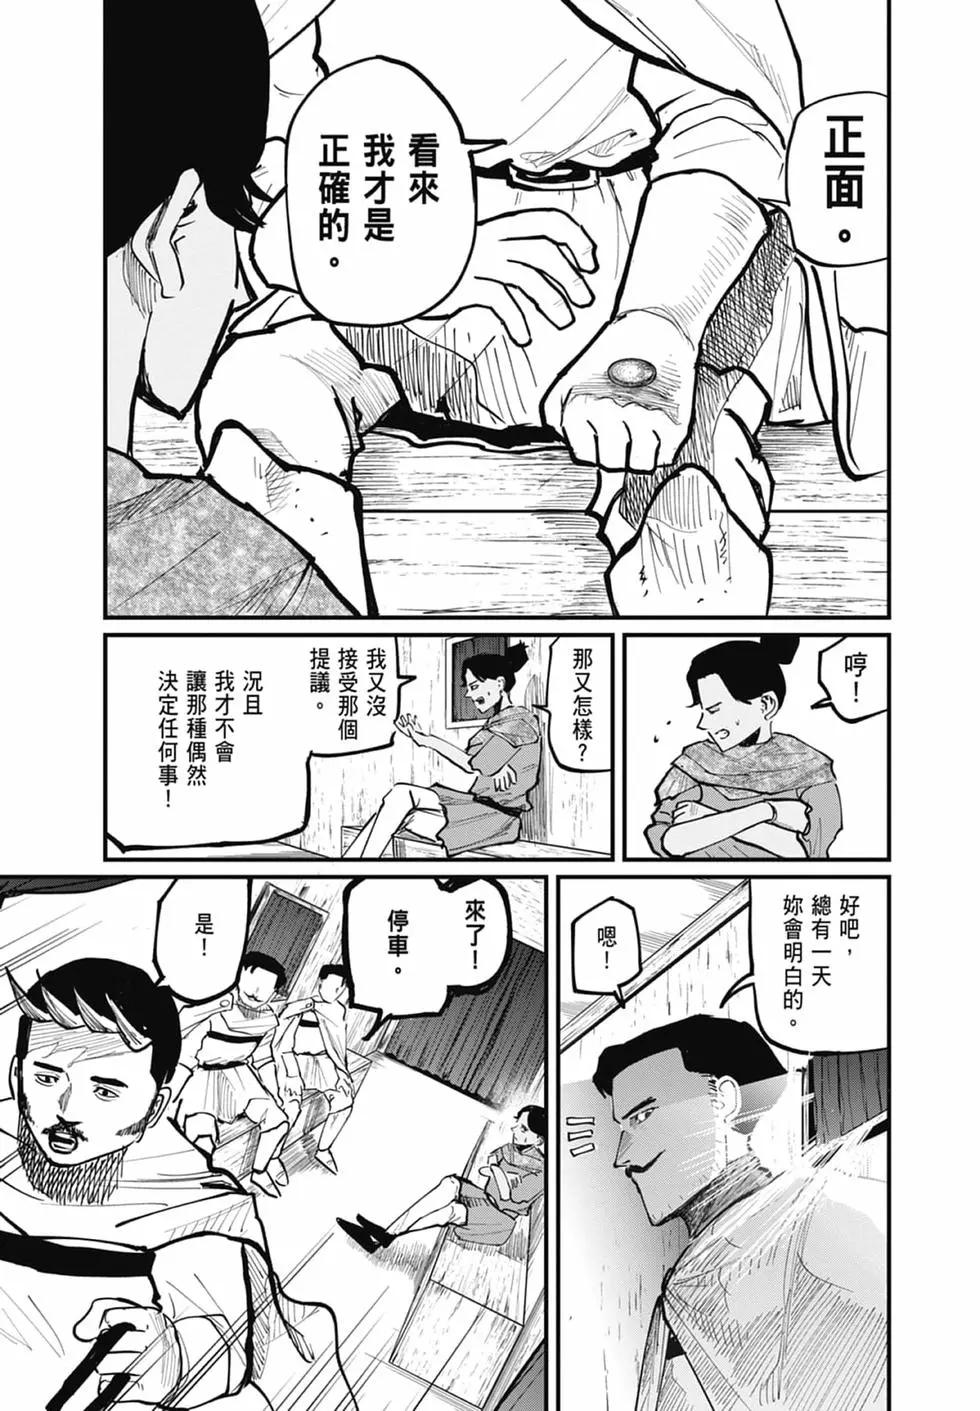 正面。
看來
我才是
正確的。
哼！
那又怎樣？
我又沒
接受那個
提議。
況且
我才不會
讓那種偶然
決定任何事！
好吧，
總有一天
妳會明白的。
嗯！
來了！
停車。
是！